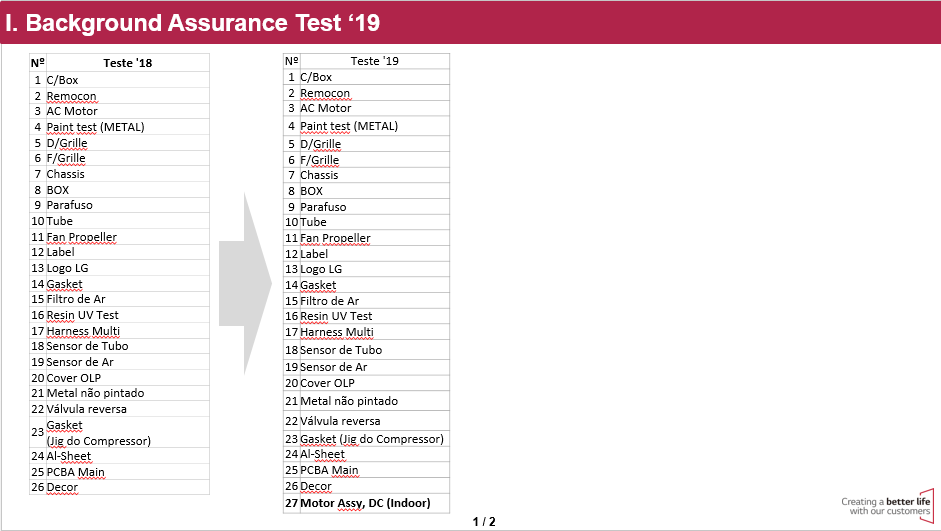 I. Background Assurance Test ‘19
Nº Teste '18
1 C/Box
2 Remocon
3 AC Motor
4 Paint test (METAL)
5 D/Grille
6 F/Grille
7 Chassis
8 BOX
9 Parafuso
10 Tube
11 Fan Propeller
12 Label
13 Logo LG
14 Gasket
15 Filtro de Ar
16 Resin UV Test
17 Harness Multi
18 Sensor de Tubo
19 Sensor de Ar
20 Cover OLP
21 Metal não pintado
22 Válvula reversa
23 Gasket
(Jig do Compressor)
24 Al-Sheet
25 PCBA Main
26 Decor
Nº Teste '19
1 C/Box
2 Remocon
3 AC Motor
4 Paint test (METAL)
5 D/Grille
6 F/Grille
7 Chassis
8 BOX
9 Parafuso
10 Tube
11 Fan Propeller
12 Label
13 Logo LG
14 Gasket
15 Filtro de Ar
16 Resin UV Test
17 Harness Multi
18 Sensor de Tubo
19 Sensor de Ar
20 Cover OLP
21 Metal não pintado
22 Válvula reversa
23 Gasket (Jig do Compressor)
24 Al-Sheet
25 PCBA Main
26 Decor
27 Motor Assy, DC (Indoor)
Creating a better life
with our customers
1 / 2